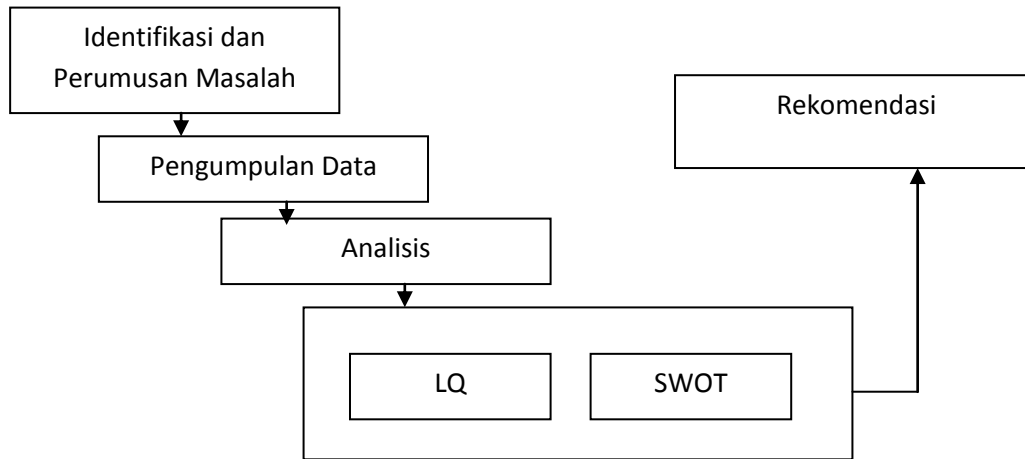 Identifikasi dan
Perumusan Masalah
Pengumpulan Data
Analisis
LQ
SWOT
Rekomendasi